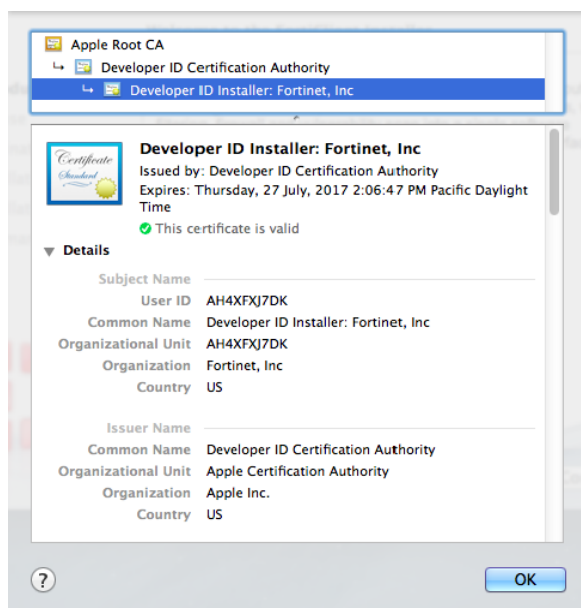 Apple Root CA
Developer ID Certification Authority
Developer ID Installer: Fortinet, Inc
Certificate
Standard
Developer ID Installer: Fortinet, Inc
Issued by: Developer ID Certification Authority
Expires: Thursday, 27 July, 2017 2:06:47 PM Pacific Daylight
Time
This certificate is valid
Details
Subject Name
User ID AH4XFXJ7DK
Common Name Developer ID Installer: Fortinet, Inc
Organizational Unit AH4XFXJ7DK
Organization Fortinet, Inc
Country US
Issuer Name
Common Name Developer ID Certification Authority
Organizational Unit Apple Certification Authority
Organization Apple Inc.
Country US
?
OK